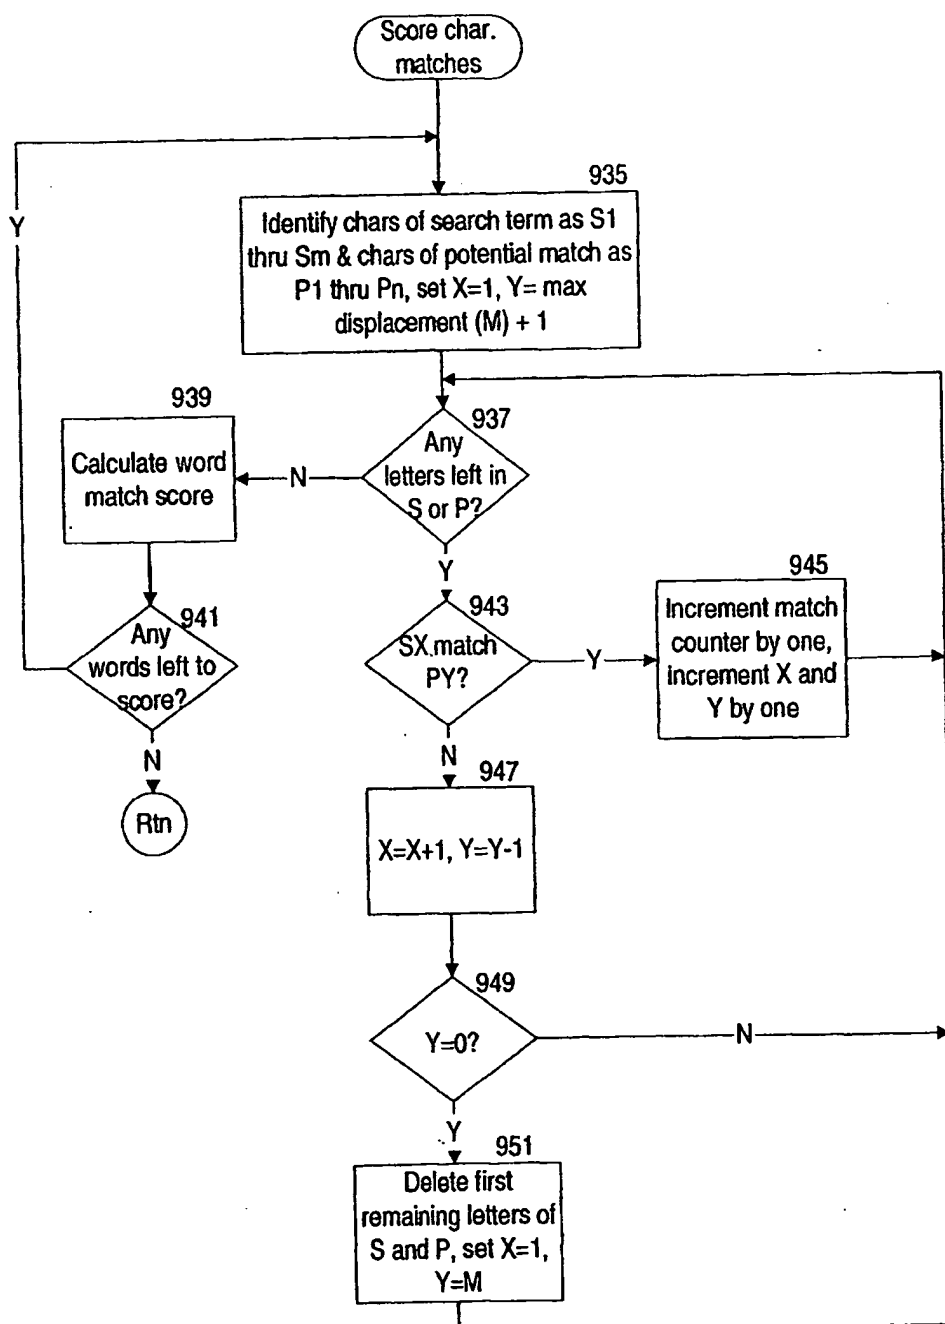 Score char.
matches
935
Identify chars of search term as S1
thru Sm & chars of potential match as
P1 thru Pn, set X=1, Y= max
displacement (M) + 1
Y
939
Calculate word
match score
N
937
Any
letters left in
S or P?
Y
941
Any
words left to
score?
N
Rtn
943
SX.match
PY?
Y
945
Increment match
counter by one,
increment X and
Y by one
N
947
X=X+1, Y=Y-1
949
Y=0?
N
Y
951
Delete first
remaining letters of
S and P, set X=1,
Y=M